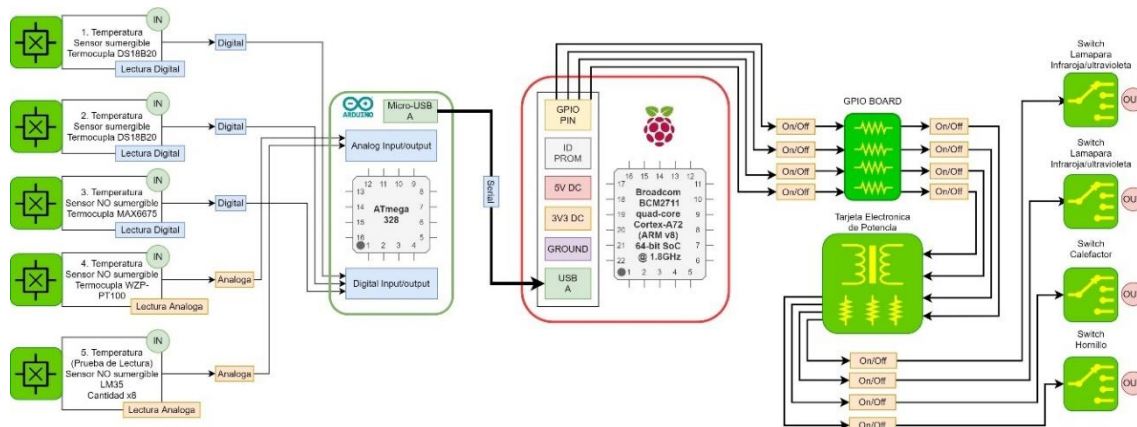 IN
1. Temperatura
Sensor sumergible
Termocupla DS18B20
Lectura Digital
Digital
IN
2. Temperatura
Sensor sumergible
Termocupla DS18B20
Lectura Digital
Digital
IN
3. Temperatura
Sensor NO sumergible
Termocupla MAX6675
Lectura Digital
Digital
IN
4. Temperatura
Sensor NO sumergible
Termocupla WZP-
PT100
Lectura Analoga
Analoga
IN
5. Temperatura
(Prueba de Lectura)
Sensor NO sumergible
LM35
Cantidad x8
Lectura Analoga
Analoga
ARDUINO
Micro-USB
A
Analog Input/output
12 11 10 9
13
14
15
16
8
7
6
5
1 2 3 4
ATmega
328
Digital Input/output
Serial
GPIO
PIN
ID
PROM
5V DC
3V3 DC
GROUND
USB
A
16 15 14 13 12
17
18
19
20
21
22
11
10
9
8
7
6
1 2 3 4 5
Broadcom
BCM2711
quad-core
Cortex-A72
(ARM v8)
64-bit SoC
@ 1.8GHz
On/Off
On/Off
On/Off
On/Off
GPIO BOARD
On/Off
On/Off
On/Off
On/Off
Tarjeta Electronica
de Potencia
On/Off
On/Off
On/Off
On/Off
Switch
Lamapara
Infraroja/ultravioleta
OU
Switch
Lamapara
Infraroja/ultravioleta
OU
Switch
Calefactor
OU
Switch
Hornillo
OU